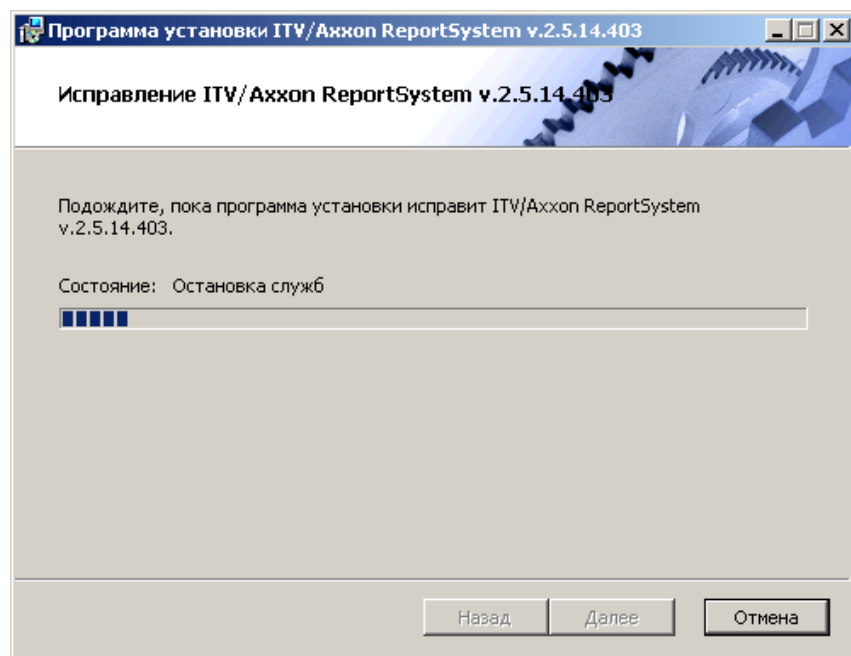 Программа установки ITV/Axxon ReportSystem v.2.5.14.403
Исправление ITV/Axxon ReportSystem v.2.5.14.403
Подождите, пока программа установки исправит ITV/Axxon ReportSystem
v.2.5.14.403.
Состояние: Остановка служб
Назад Далее Отмена